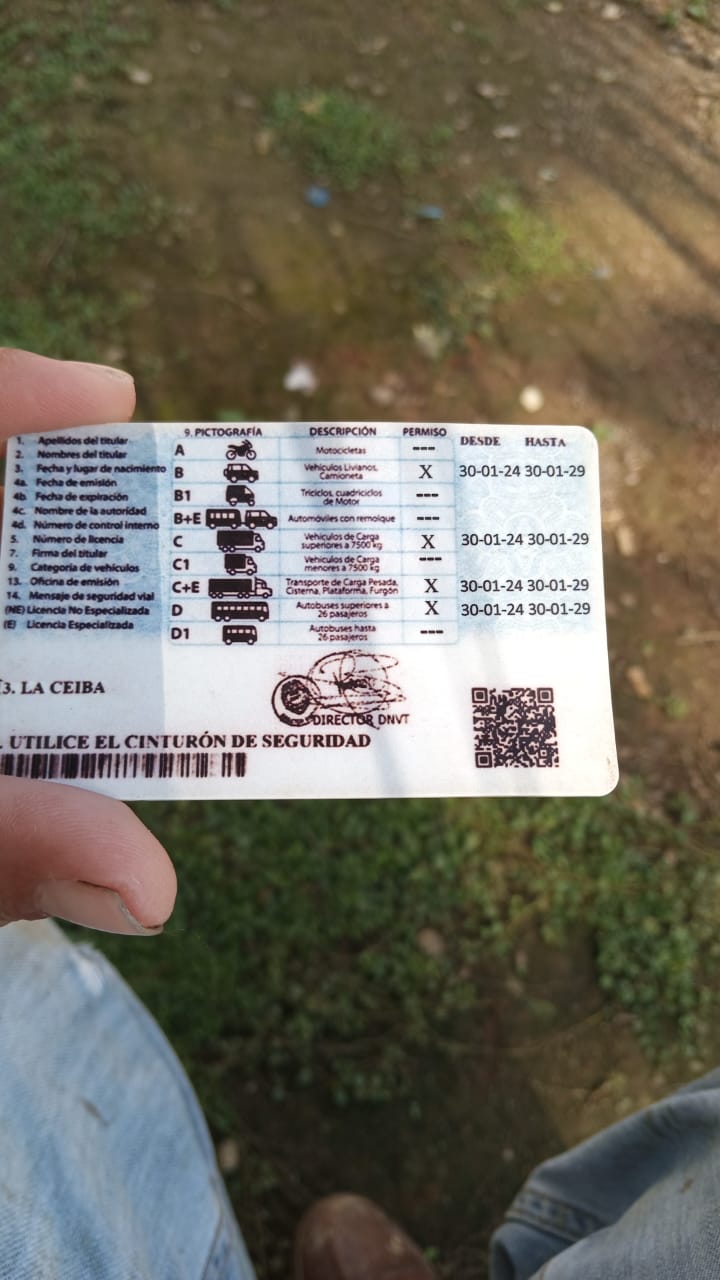 1. Apellidos del titular
2. Nombres del titular
3. Fecha y lugar de nacimiento
4a. Fecha de emisión
4b Fecha de expiración
4c. Nombre de la autoridad
4d. Número de control interno
5. Número de licencia
7. Firma del titular
9. Categoría de vehículos
13. Oficina de emisión
14. Mensaje de seguridad vial
(NE) Licencia No Especializada
(E) Licencia Especializada
9. PICTOGRAFÍA DESCRIPCIÓN PERMISO DESDE HASTA
A Motocicletas ---
B Vehículos Livianos, Camioneta X 30-01-24 30-01-29
B1 Triciclos, cuadriciclos de Motor ---
B+E Automóviles con remolque ---
C Vehículos de Carga superiores a 7500 kg X 30-01-24 30-01-29
C1 Vehículos de Carga menores a 7500 kg ---
C+E Transporte de Carga Pesada, Cisterna, Plataforma, Furgón X 30-01-24 30-01-29
D Autobuses superiores a 26 pasajeros X 30-01-24 30-01-29
D1 Autobuses hasta 26 pasajeros ---
3. LA CEIBA
DIRECTOR DNVT
. UTILICE EL CINTURÓN DE SEGURIDAD